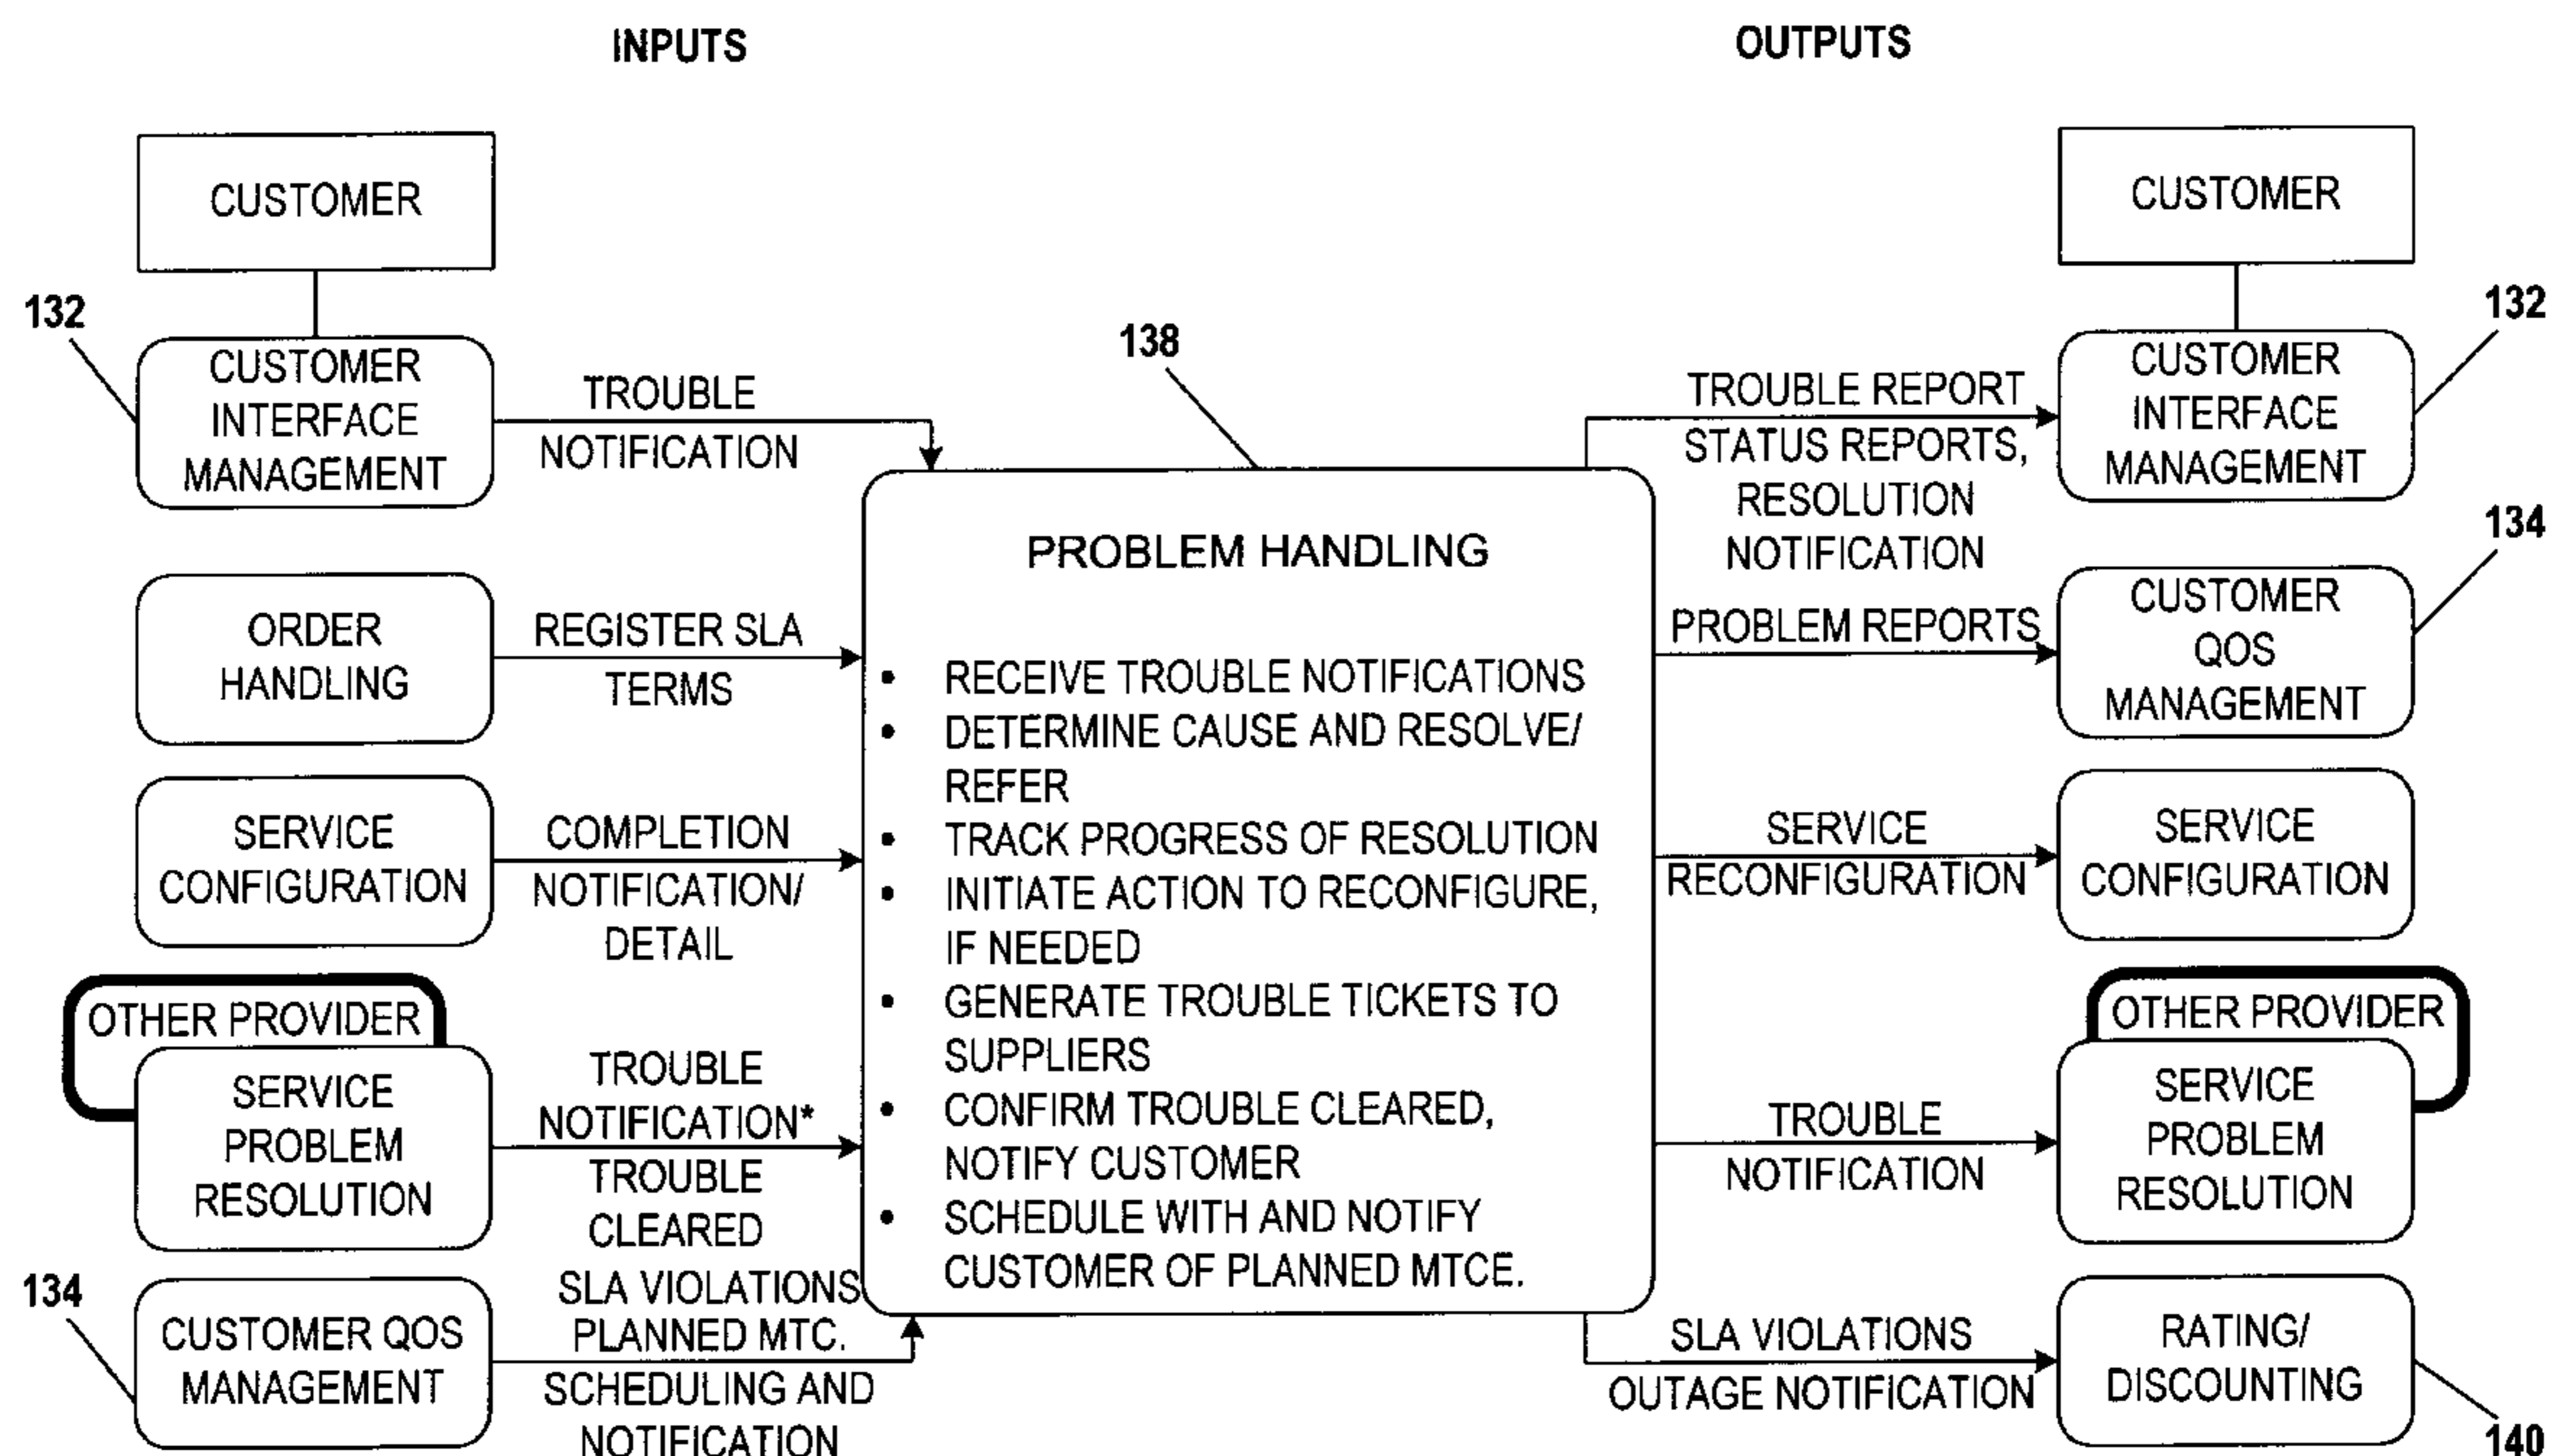 INPUTS
OUTPUTS
CUSTOMER
132
CUSTOMER
INTERFACE
MANAGEMENT
TROUBLE
NOTIFICATION
ORDER
HANDLING
REGISTER SLA
TERMS
SERVICE
CONFIGURATION
COMPLETION
NOTIFICATION/
DETAIL
OTHER PROVIDER
SERVICE
PROBLEM
RESOLUTION
TROUBLE
NOTIFICATION*
TROUBLE
CLEARED
134
CUSTOMER QOS
MANAGEMENT
SLA VIOLATIONS
PLANNED MTC.
SCHEDULING AND
NOTIFICATION
138
PROBLEM HANDLING
• RECEIVE TROUBLE NOTIFICATIONS
• DETERMINE CAUSE AND RESOLVE/
REFER
• TRACK PROGRESS OF RESOLUTION
• INITIATE ACTION TO RECONFIGURE,
IF NEEDED
• GENERATE TROUBLE TICKETS TO
SUPPLIERS
• CONFIRM TROUBLE CLEARED,
NOTIFY CUSTOMER
• SCHEDULE WITH AND NOTIFY
CUSTOMER OF PLANNED MTCE.
CUSTOMER
132
TROUBLE REPORT
STATUS REPORTS,
RESOLUTION
NOTIFICATION
CUSTOMER
INTERFACE
MANAGEMENT
134
PROBLEM REPORTS
CUSTOMER
QOS
MANAGEMENT
SERVICE
RECONFIGURATION
SERVICE
CONFIGURATION
OTHER PROVIDER
TROUBLE
NOTIFICATION
SERVICE
PROBLEM
RESOLUTION
SLA VIOLATIONS
OUTAGE NOTIFICATION
RATING/
DISCOUNTING
140